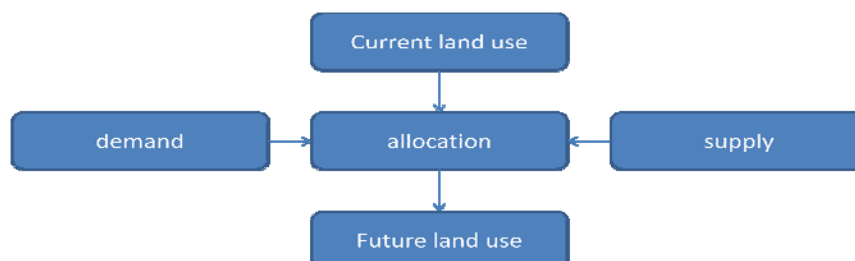 Current land use
demand
allocation
supply
Future land use